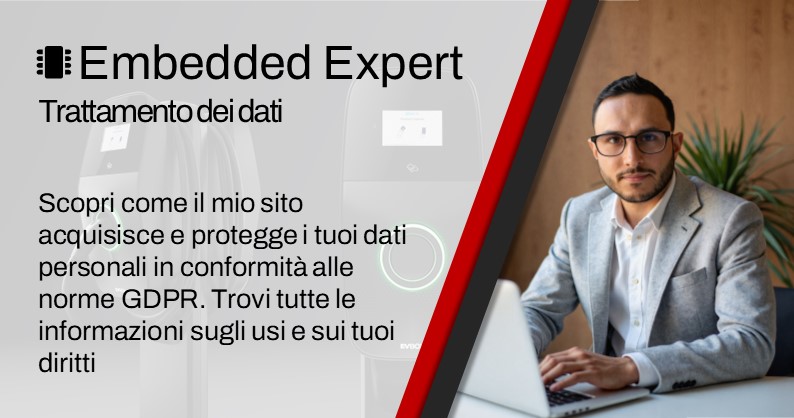 Embedded Expert
Trattamento dei dati
Scopri come il mio sito
acquisisce e protegge i tuoi dati
personali in conformità alle
norme GDPR. Trovi tutte le
informazioni sugli usi e sui tuoi
diritti